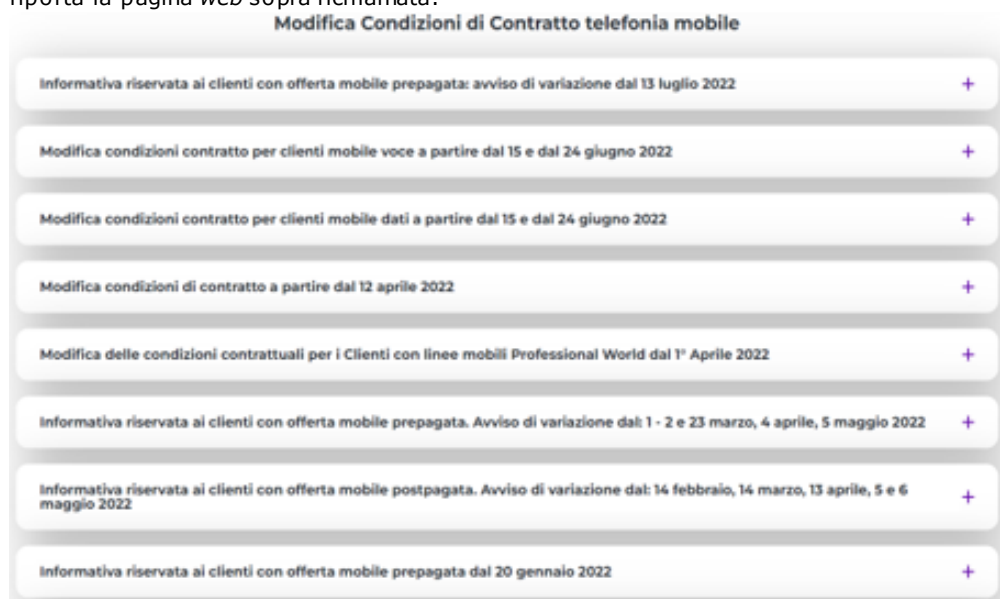 riporta la pagina web sopra richiamata.
Modifica Condizioni di Contratto telefonia mobile
Informativa riservata ai clienti con offerta mobile prepagata: avviso di variazione dal 13 luglio 2022 +
Modifica condizioni contratto per clienti mobile voce a partire dal 15 e dal 24 giugno 2022 +
Modifica condizioni contratto per clienti mobile dati a partire dal 15 e dal 24 giugno 2022 +
Modifica condizioni di contratto a partire dal 12 aprile 2022 +
Modifica delle condizioni contrattuali per i Clienti con linee mobili Professional World dal 1° Aprile 2022 +
Informativa riservata ai clienti con offerta mobile prepagata. Avviso di variazione dal: 1 - 2 e 23 marzo, 4 aprile, 5 maggio 2022 +
Informativa riservata ai clienti con offerta mobile postpagata. Avviso di variazione dal: 14 febbraio, 14 marzo, 13 aprile, 5 e 6 +
maggio 2022
Informativa riservata ai clienti con offerta mobile prepagata dal 20 gennaio 2022 +